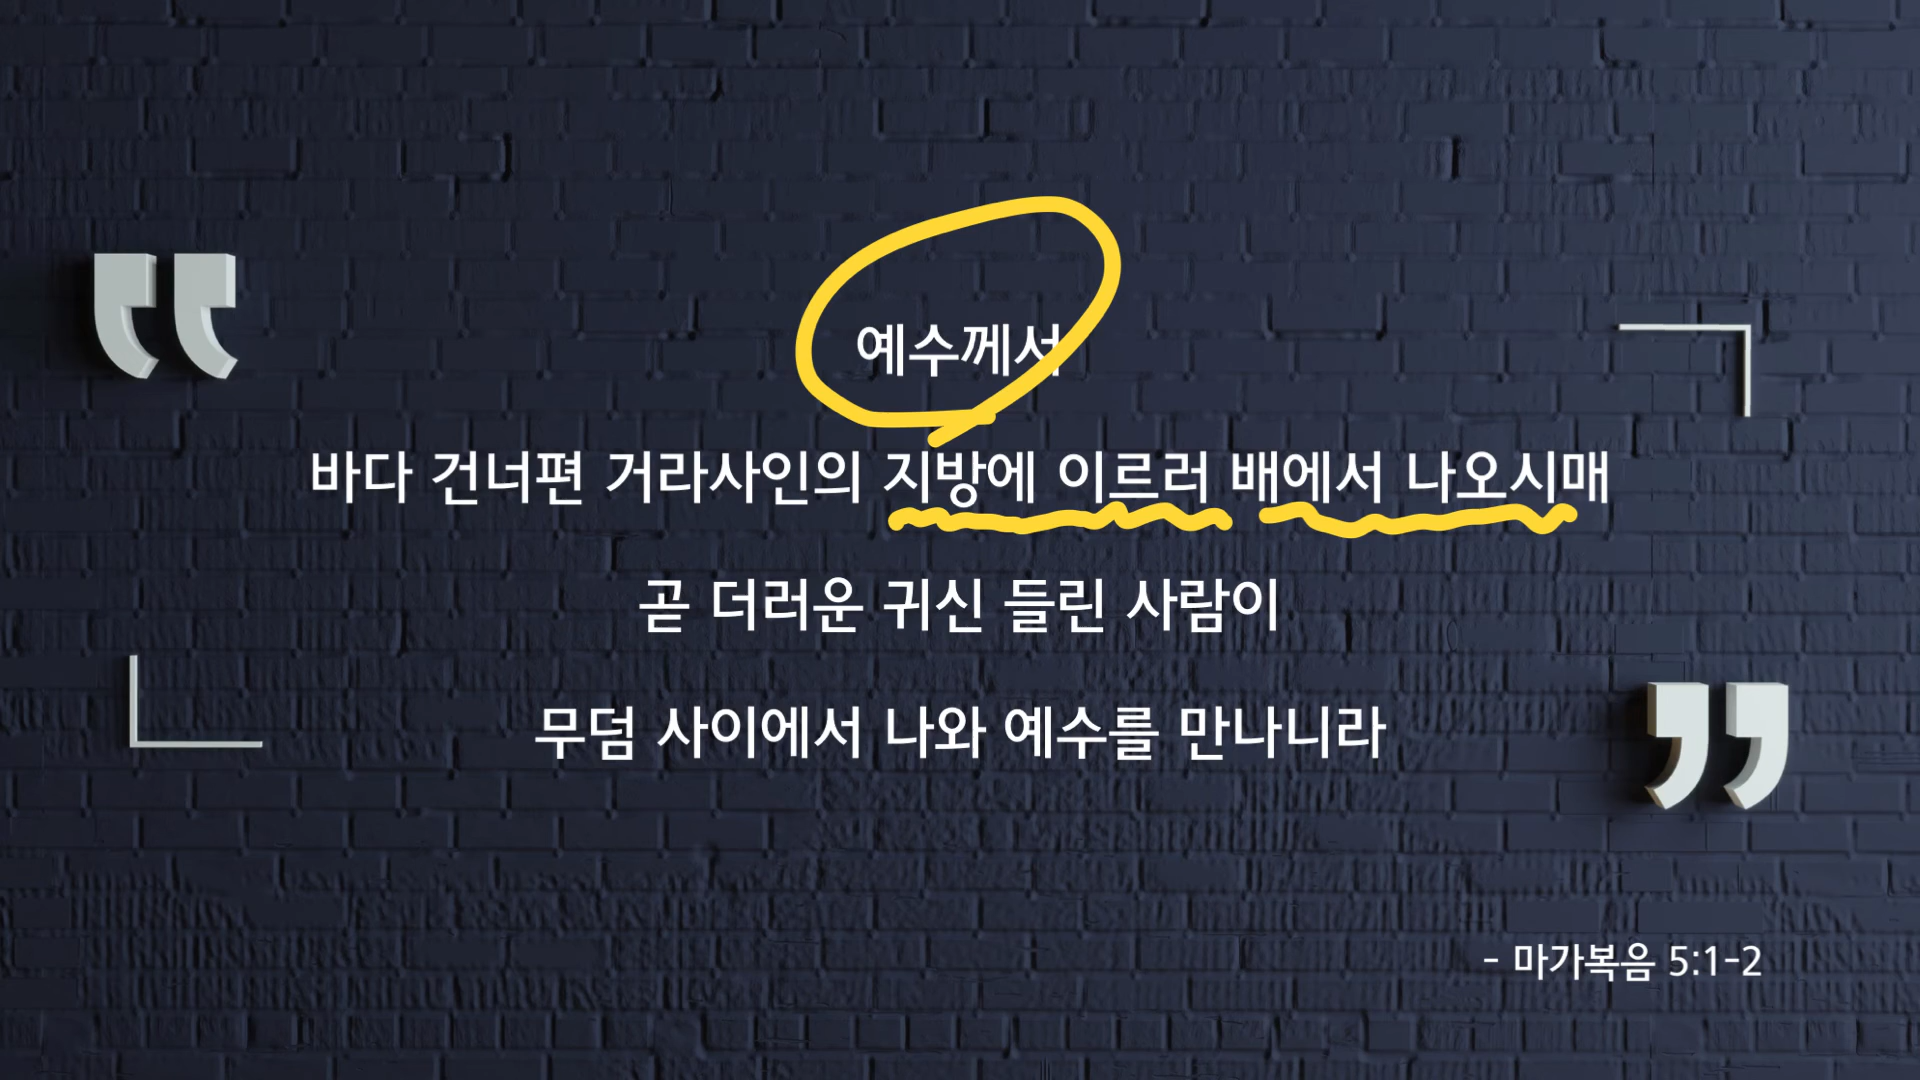 예수께서
바다 건너편 거라사인의 지방에 이르러 배에서 나오시매
곧 더러운 귀신 들린 사람이
무덤 사이에서 나와 예수를 만나니라
- 마가복음 5:1-2